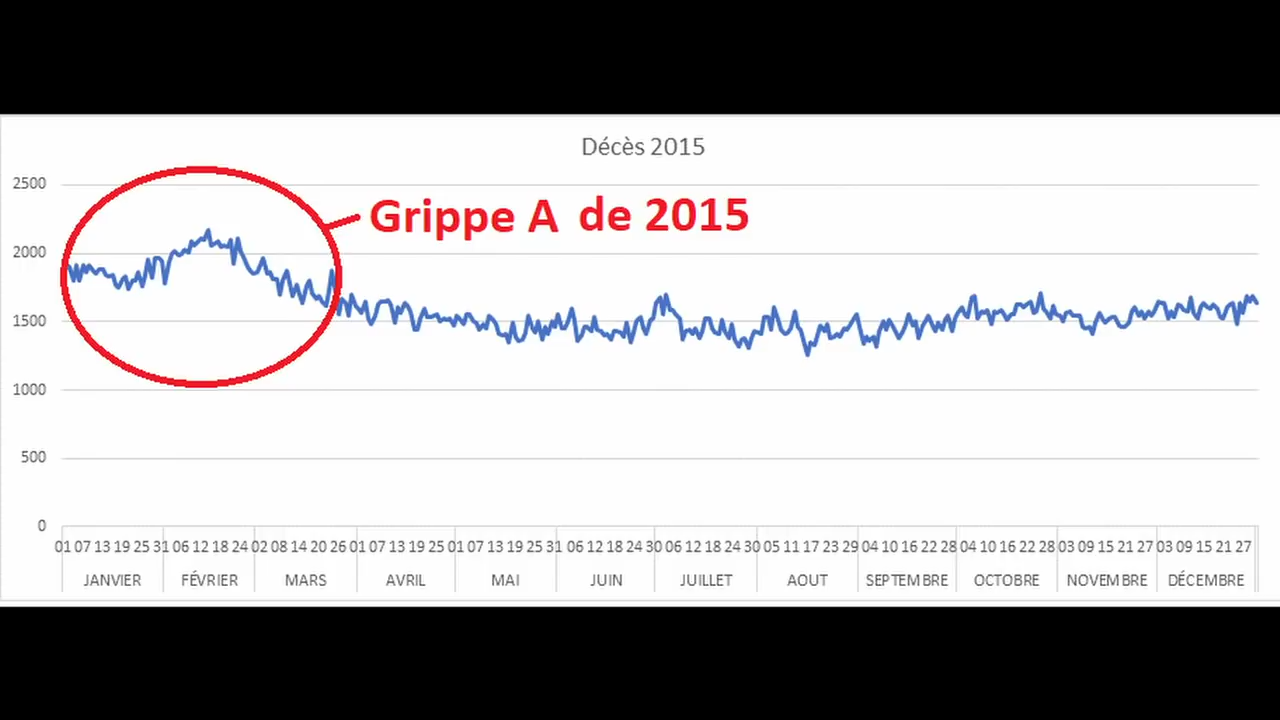 Décès 2015
2500
Grippe A de 2015
2000
1500
1000
500
0
01 07 13 19 25 31 06 12 18 24 02 08 14 20 26 01 07 13 19 25 01 07 13 19 25 31 06 12 18 24 30 06 12 18 24 30 05 11 17 23 29 04 10 16 22 28 04 10 16 22 28 03 09 15 21 27 03 09 15 21 27
JANVIER FÉVRIER MARS AVRIL MAI JUIN JUILLET AOUT SEPTEMBRE OCTOBRE NOVEMBRE DÉCEMBRE